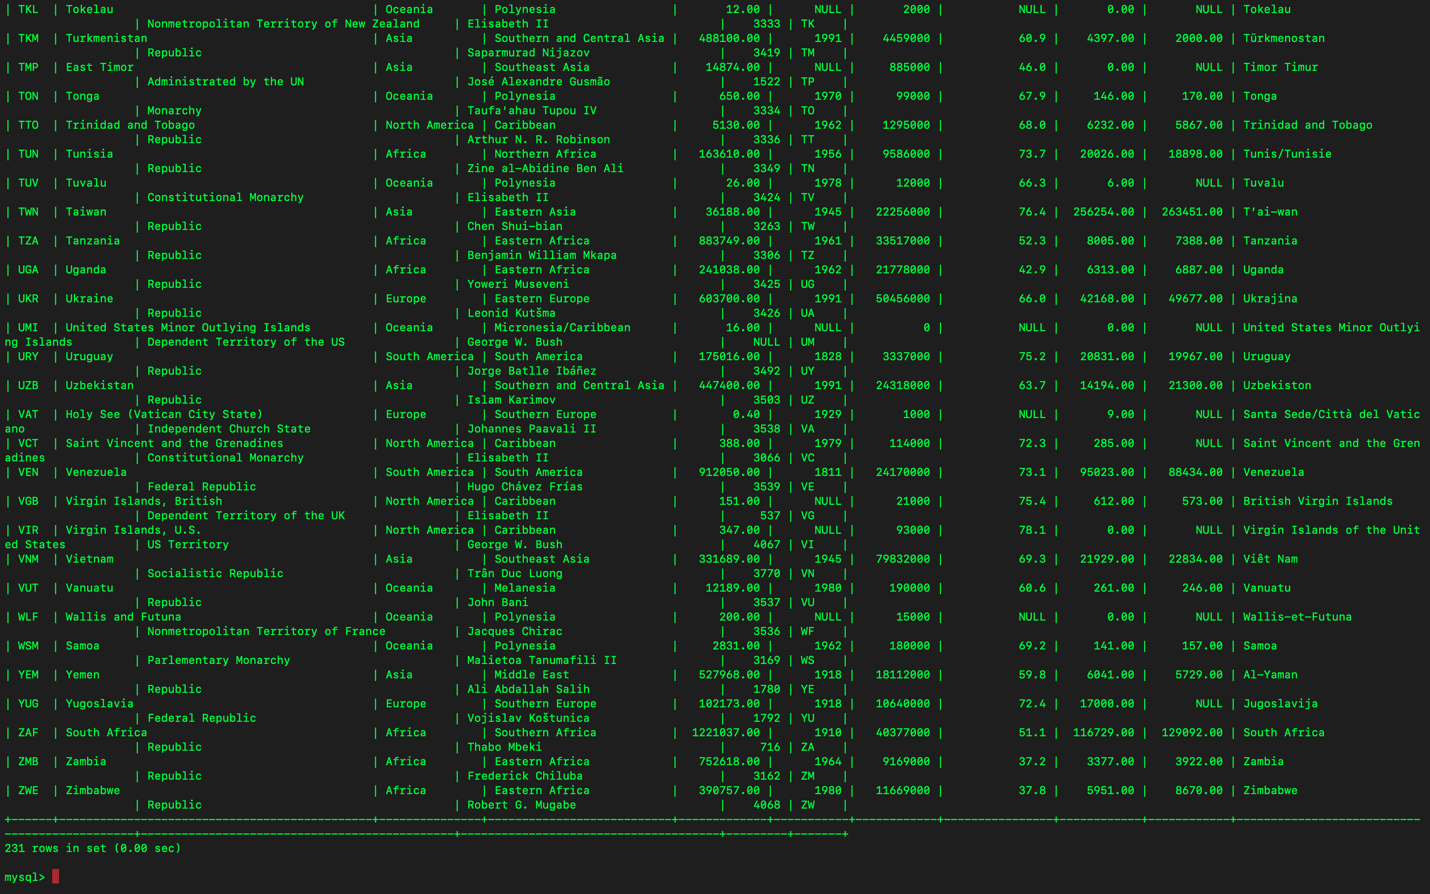 | TKL | Tokelau | Oceania | Polynesia | 12.00 | NULL | 2000 | NULL | 0.00 | NULL | Tokelau
| Nonmetropolitan Territory of New Zealand | Elisabeth II | 3333 | TK |
| TKM | Turkmenistan | Asia | Southern and Central Asia | 488100.00 | 1991 | 4459000 | 60.9 | 4397.00 | 2000.00 | Türkmenostan
| Republic | Saparmurad Nijazov | 3419 | TM |
| TMP | East Timor | Asia | Southeast Asia | 14874.00 | NULL | 885000 | 46.0 | 0.00 | NULL | Timor Timur
| Administrated by the UN | José Alexandre Gusmão | 1522 | TP |
| TON | Tonga | Oceania | Polynesia | 650.00 | 1970 | 99000 | 67.9 | 146.00 | 170.00 | Tonga
| Monarchy | Taufa'ahau Tupou IV | 3334 | TO |
| TTO | Trinidad and Tobago | North America | Caribbean | 5130.00 | 1962 | 1295000 | 68.0 | 6232.00 | 5867.00 | Trinidad and Tobago
| Republic | Arthur N. R. Robinson | 3336 | TT |
| TUN | Tunisia | Africa | Northern Africa | 163610.00 | 1956 | 9586000 | 73.7 | 20026.00 | 18898.00 | Tunis/Tunisie
| Republic | Zine al-Abidine Ben Ali | 3349 | TN |
| TUV | Tuvalu | Oceania | Polynesia | 26.00 | 1978 | 12000 | 66.3 | 6.00 | NULL | Tuvalu
| Constitutional Monarchy | Elisabeth II | 3424 | TV |
| TWN | Taiwan | Asia | Eastern Asia | 36188.00 | 1945 | 22256000 | 76.4 | 256254.00 | 263451.00 | T'ai-wan
| Republic | Chen Shui-bian | 3263 | TW |
| TZA | Tanzania | Africa | Eastern Africa | 883749.00 | 1961 | 33517000 | 52.3 | 8005.00 | 7388.00 | Tanzania
| Republic | Benjamin William Mkapa | 3306 | TZ |
| UGA | Uganda | Africa | Eastern Africa | 241038.00 | 1962 | 21778000 | 42.9 | 6313.00 | 6887.00 | Uganda
| Republic | Yoweri Museveni | 3425 | UG |
| UKR | Ukraine | Europe | Eastern Europe | 603700.00 | 1991 | 50456000 | 66.0 | 42168.00 | 49677.00 | Ukrajina
| Republic | Leonid Kutšma | 3426 | UA |
| UMI | United States Minor Outlying Islands | Oceania | Micronesia/Caribbean | 16.00 | NULL | 0 | NULL | 0.00 | NULL | United States Minor Outlyi
ng Islands | Dependent Territory of the US | George W. Bush | NULL | UM |
| URY | Uruguay | South America | South America | 175016.00 | 1828 | 3337000 | 75.2 | 20831.00 | 19967.00 | Uruguay
| Republic | Jorge Batlle Ibáñez | 3492 | UY |
| UZB | Uzbekistan | Asia | Southern and Central Asia | 447400.00 | 1991 | 24318000 | 63.7 | 14194.00 | 21300.00 | Uzbekiston
| Republic | Islam Karimov | 3503 | UZ |
| VAT | Holy See (Vatican City State) | Europe | Southern Europe | 0.40 | 1929 | 1000 | NULL | 9.00 | NULL | Santa Sede/Città del Vatic
ano | Independent Church State | Johannes Paavali II | 3538 | VA |
| VCT | Saint Vincent and the Grenadines | North America | Caribbean | 388.00 | 1979 | 114000 | 72.3 | 285.00 | NULL | Saint Vincent and the Gren
adines | Constitutional Monarchy | Elisabeth II | 3066 | VC |
| VEN | Venezuela | South America | South America | 912050.00 | 1811 | 24170000 | 73.1 | 95023.00 | 88434.00 | Venezuela
| Federal Republic | Hugo Chávez Frías | 3539 | VE |
| VGB | Virgin Islands, British | North America | Caribbean | 151.00 | NULL | 21000 | 75.4 | 612.00 | 573.00 | British Virgin Islands
| Dependent Territory of the UK | Elisabeth II | 537 | VG |
| VIR | Virgin Islands, U.S. | North America | Caribbean | 347.00 | NULL | 93000 | 78.1 | 0.00 | NULL | Virgin Islands of the Unit
ed States | US Territory | George W. Bush | 4067 | VI |
| VNM | Vietnam | Asia | Southeast Asia | 331689.00 | 1945 | 79832000 | 69.3 | 21929.00 | 22834.00 | Viêt Nam
| Socialistic Republic | Trân Duc Luong | 3770 | VN |
| VUT | Vanuatu | Oceania | Melanesia | 12189.00 | 1980 | 190000 | 60.6 | 261.00 | 246.00 | Vanuatu
| Republic | John Bani | 3537 | VU |
| WLF | Wallis and Futuna | Oceania | Polynesia | 200.00 | NULL | 15000 | NULL | 0.00 | NULL | Wallis-et-Futuna
| Nonmetropolitan Territory of France | Jacques Chirac | 3536 | WF |
| WSM | Samoa | Oceania | Polynesia | 2831.00 | 1962 | 180000 | 69.2 | 141.00 | 157.00 | Samoa
| Parlementary Monarchy | Malietoa Tanumafili II | 3169 | WS |
| YEM | Yemen | Asia | Middle East | 527968.00 | 1918 | 18112000 | 59.8 | 6041.00 | 5729.00 | Al-Yaman
| Republic | Ali Abdallah Salih | 1780 | YE |
| YUG | Yugoslavia | Europe | Southern Europe | 102173.00 | 1918 | 10640000 | 72.4 | 17000.00 | NULL | Jugoslavija
| Federal Republic | Vojislav Koštunica | 1792 | YU |
| ZAF | South Africa | Africa | Southern Africa | 1221037.00 | 1910 | 40377000 | 51.1 | 116729.00 | 129092.00 | South Africa
| Republic | Thabo Mbeki | 716 | ZA |
| ZMB | Zambia | Africa | Eastern Africa | 752618.00 | 1964 | 9169000 | 37.2 | 3377.00 | 3922.00 | Zambia
| Republic | Frederick Chiluba | 3162 | ZM |
| ZWE | Zimbabwe | Africa | Eastern Africa | 390757.00 | 1980 | 11669000 | 37.8 | 5951.00 | 8670.00 | Zimbabwe
| Republic | Robert G. Mugabe | 4068 | ZW |
231 rows in set (0.00 sec)
mysql>